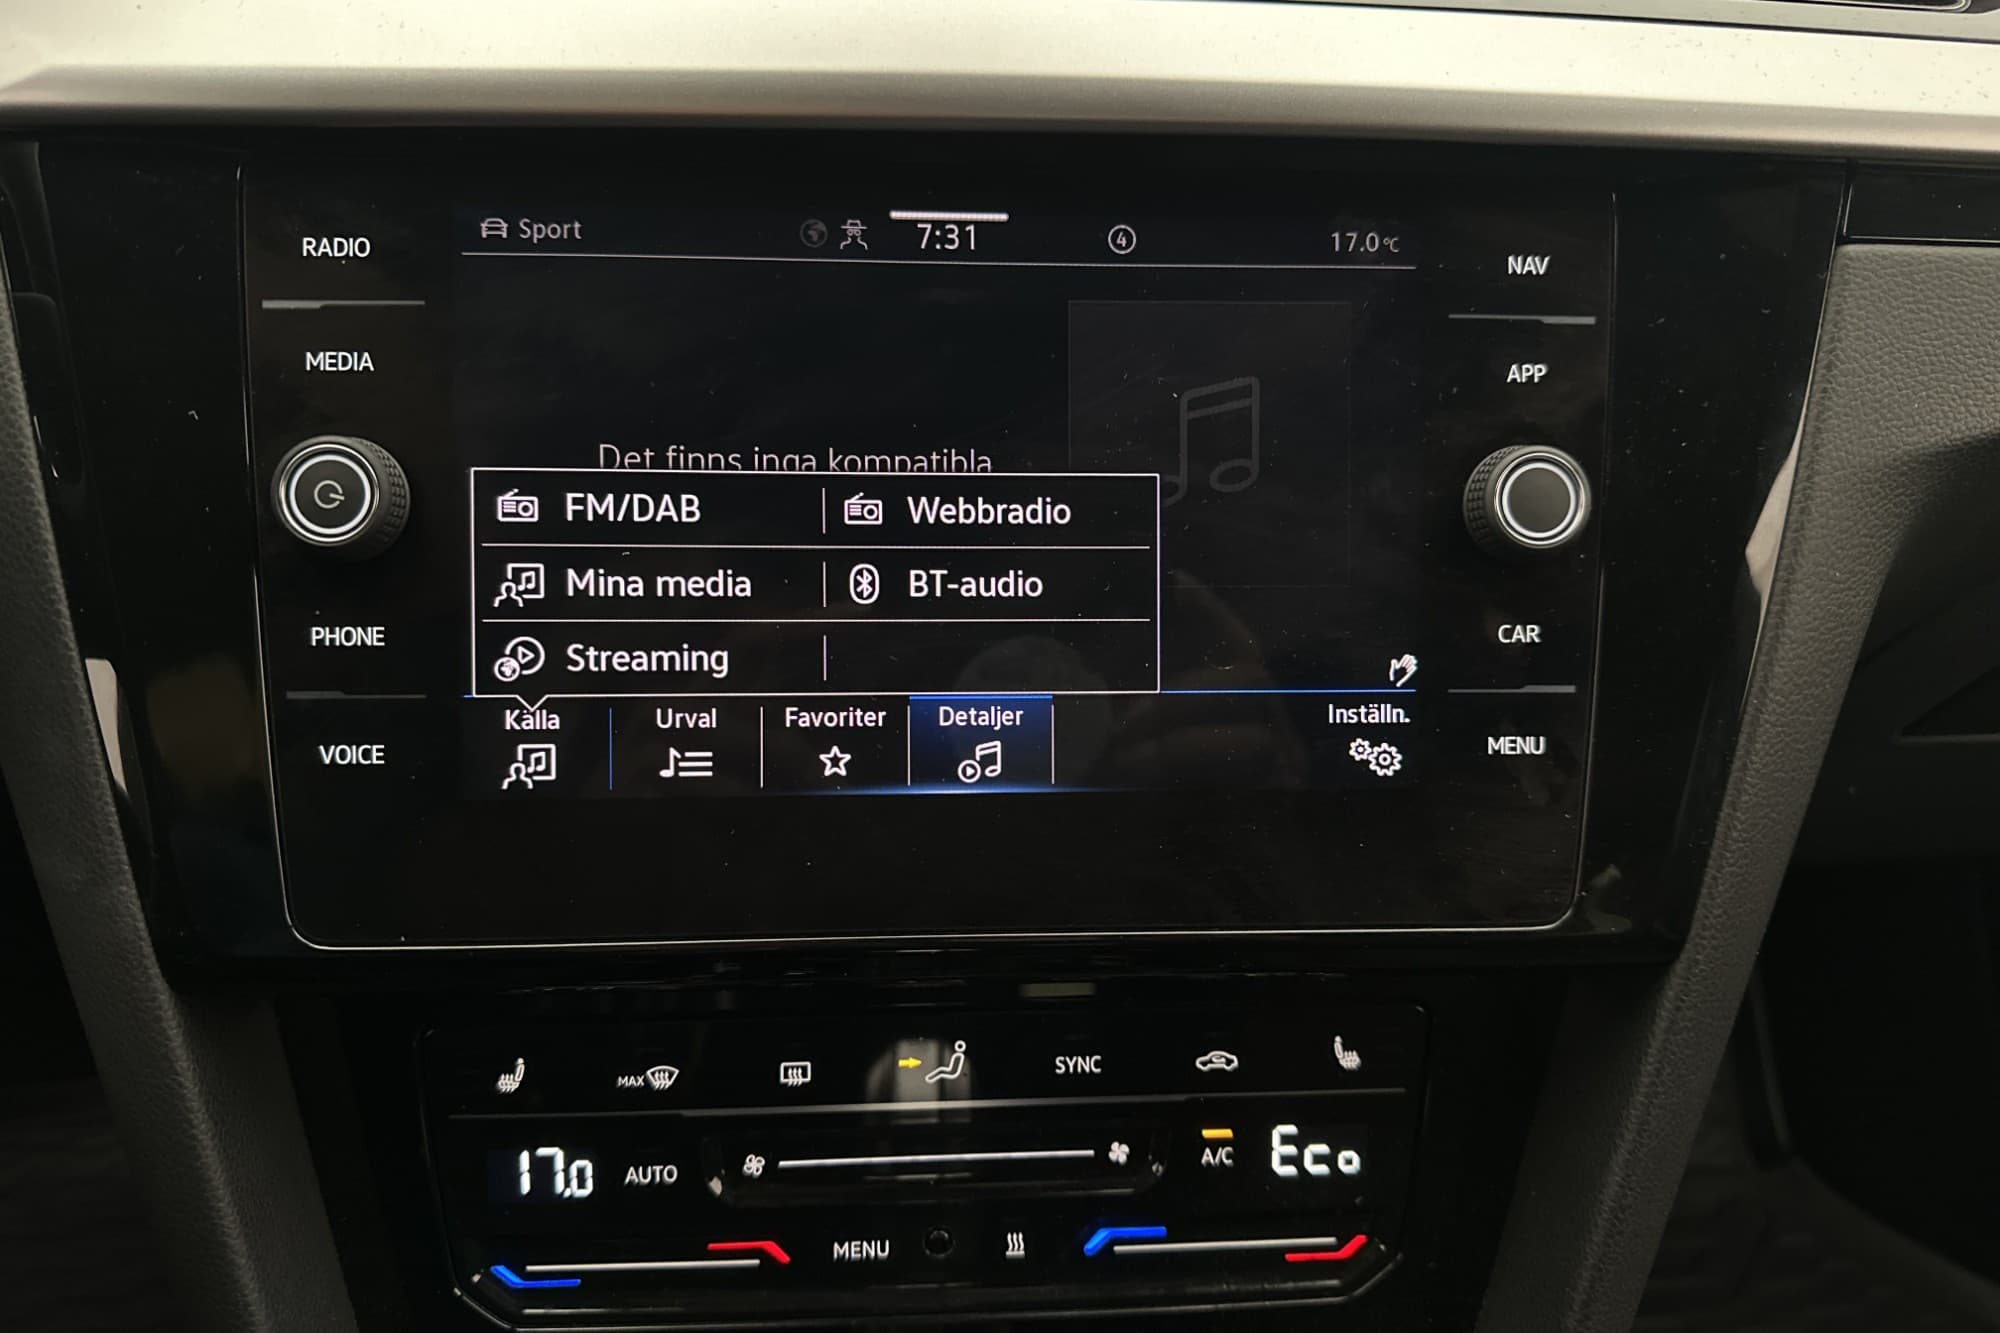 RADIO
MEDIA
PHONE
VOICE
Sport
7:31
4
17.0°C
Det finns inga kompatibla
FM/DAB
Webbradio
Mina media
BT-audio
Streaming
Källa
Urval
Favoriter
Detaljer
Inställn.
NAV
APP
CAR
MENU
MAX
SYNC
17.0
AUTO
A/C
Eco
MENU